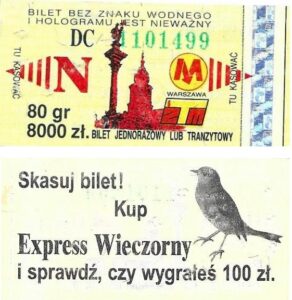 BILET BEZ ZNAKU WODNEGO
I HOLOGRAMU JEST NIEWAŻNY
DC 1101499
TU KASOWAĆ
N
M
WARSZAWA
TU KASOWAĆ
80 gr
8000 zł.
BILET JEDNORAZOWY LUB TRANZYTOWY
Skasuj bilet!
Kup
Express Wieczorny
i sprawdź, czy wygrałeś 100 zł.